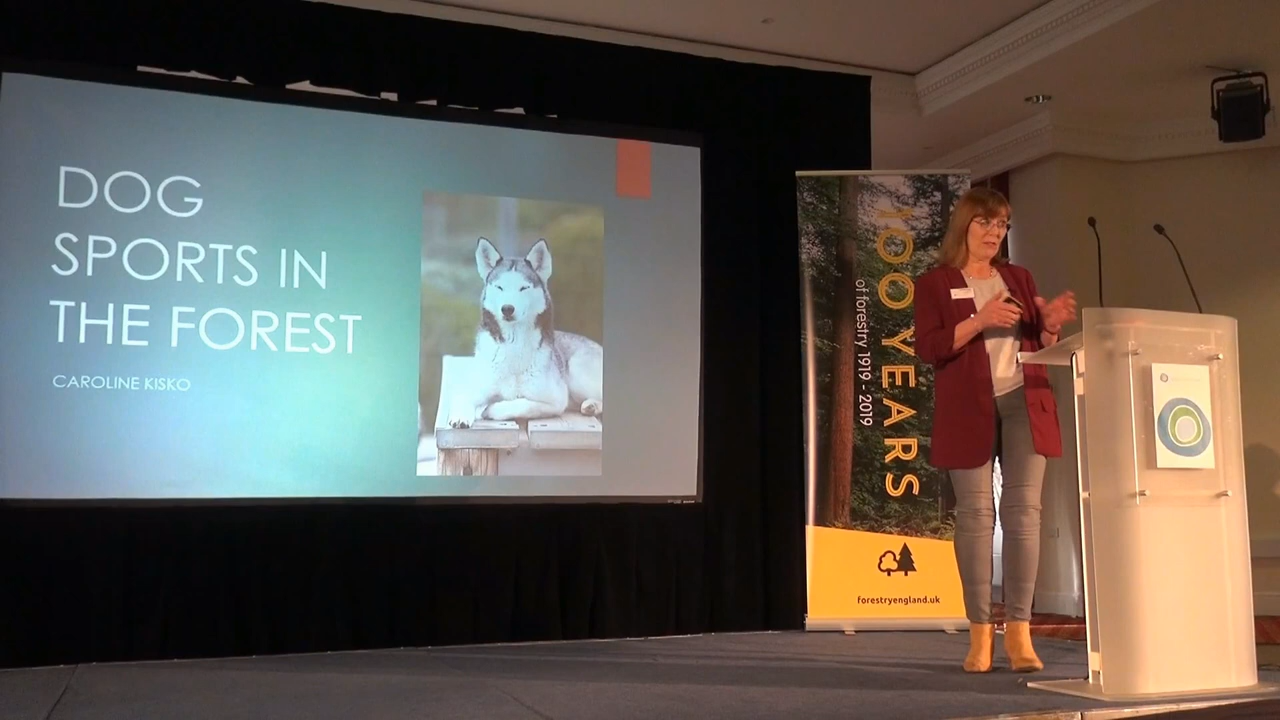 DOG
SPORTS IN
THE FOREST
CAROLINE KISKO
100 YEARS
of forestry 1919 - 2019
forestryengland.uk